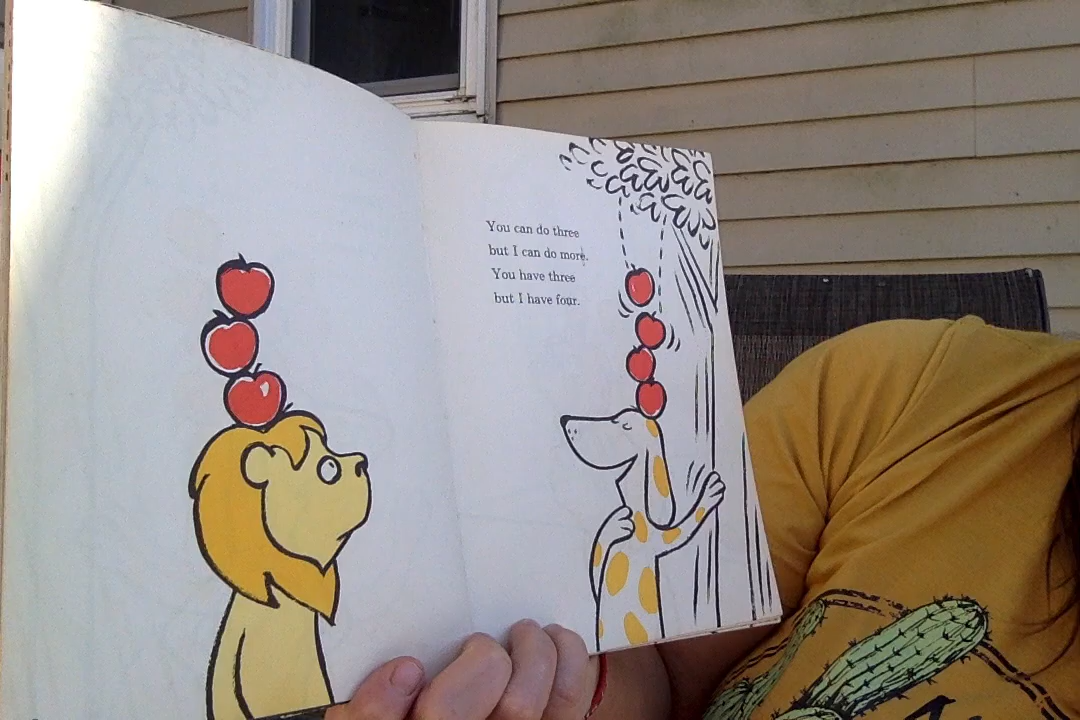 You can do three
but I can do more.
You have three
but I have four.